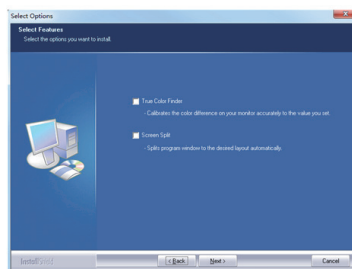 Select Options
Select Features
Select the options you want to install.
True Color Finder
- Calibrates the color difference on your monitor accurately to the value you set.
Screen Split
- Splits program window to the desired layout automatically.
InstallShield
< Back
Next >
Cancel